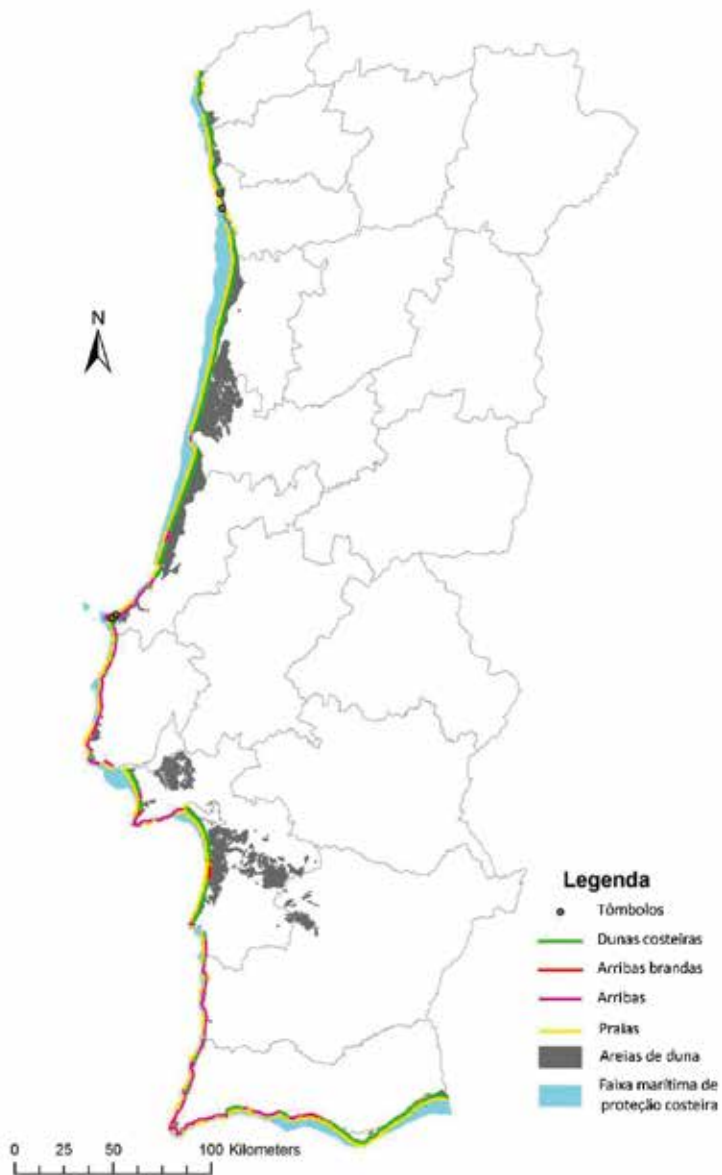 N
Legenda
Tômbolos
Dunas costeiras
Arribas brandas
Arribas
Praias
Areias de duna
Faixa marítima de
proteção costeira
0 25 50 100 Kilometers